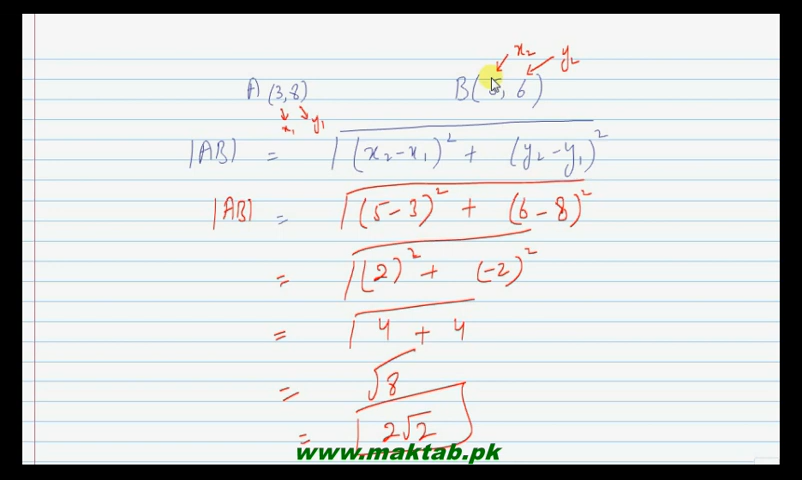 x₂ y₂
A (3,8) B(5, 6)
x₁ y₁
|AB| = √(x₂-x₁)² + (y₂-y₁)²
|AB| = √(5-3)² + (6-8)²
= √(2)² + (-2)²
= √4 + 4
= √8
= 2√2
www.maktab.pk